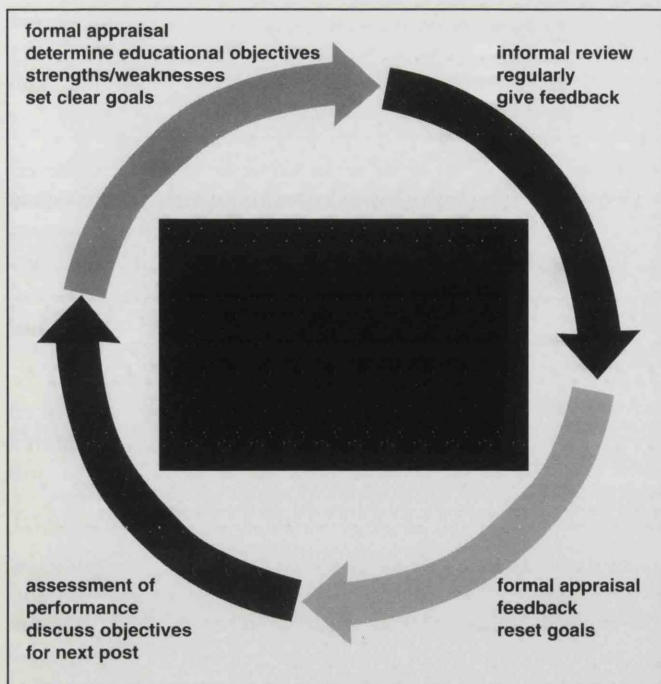 formal appraisal
determine educational objectives
strengths/weaknesses
set clear goals
informal review
regularly
give feedback
assessment of
performance
discuss objectives
for next post
formal appraisal
feedback
reset goals